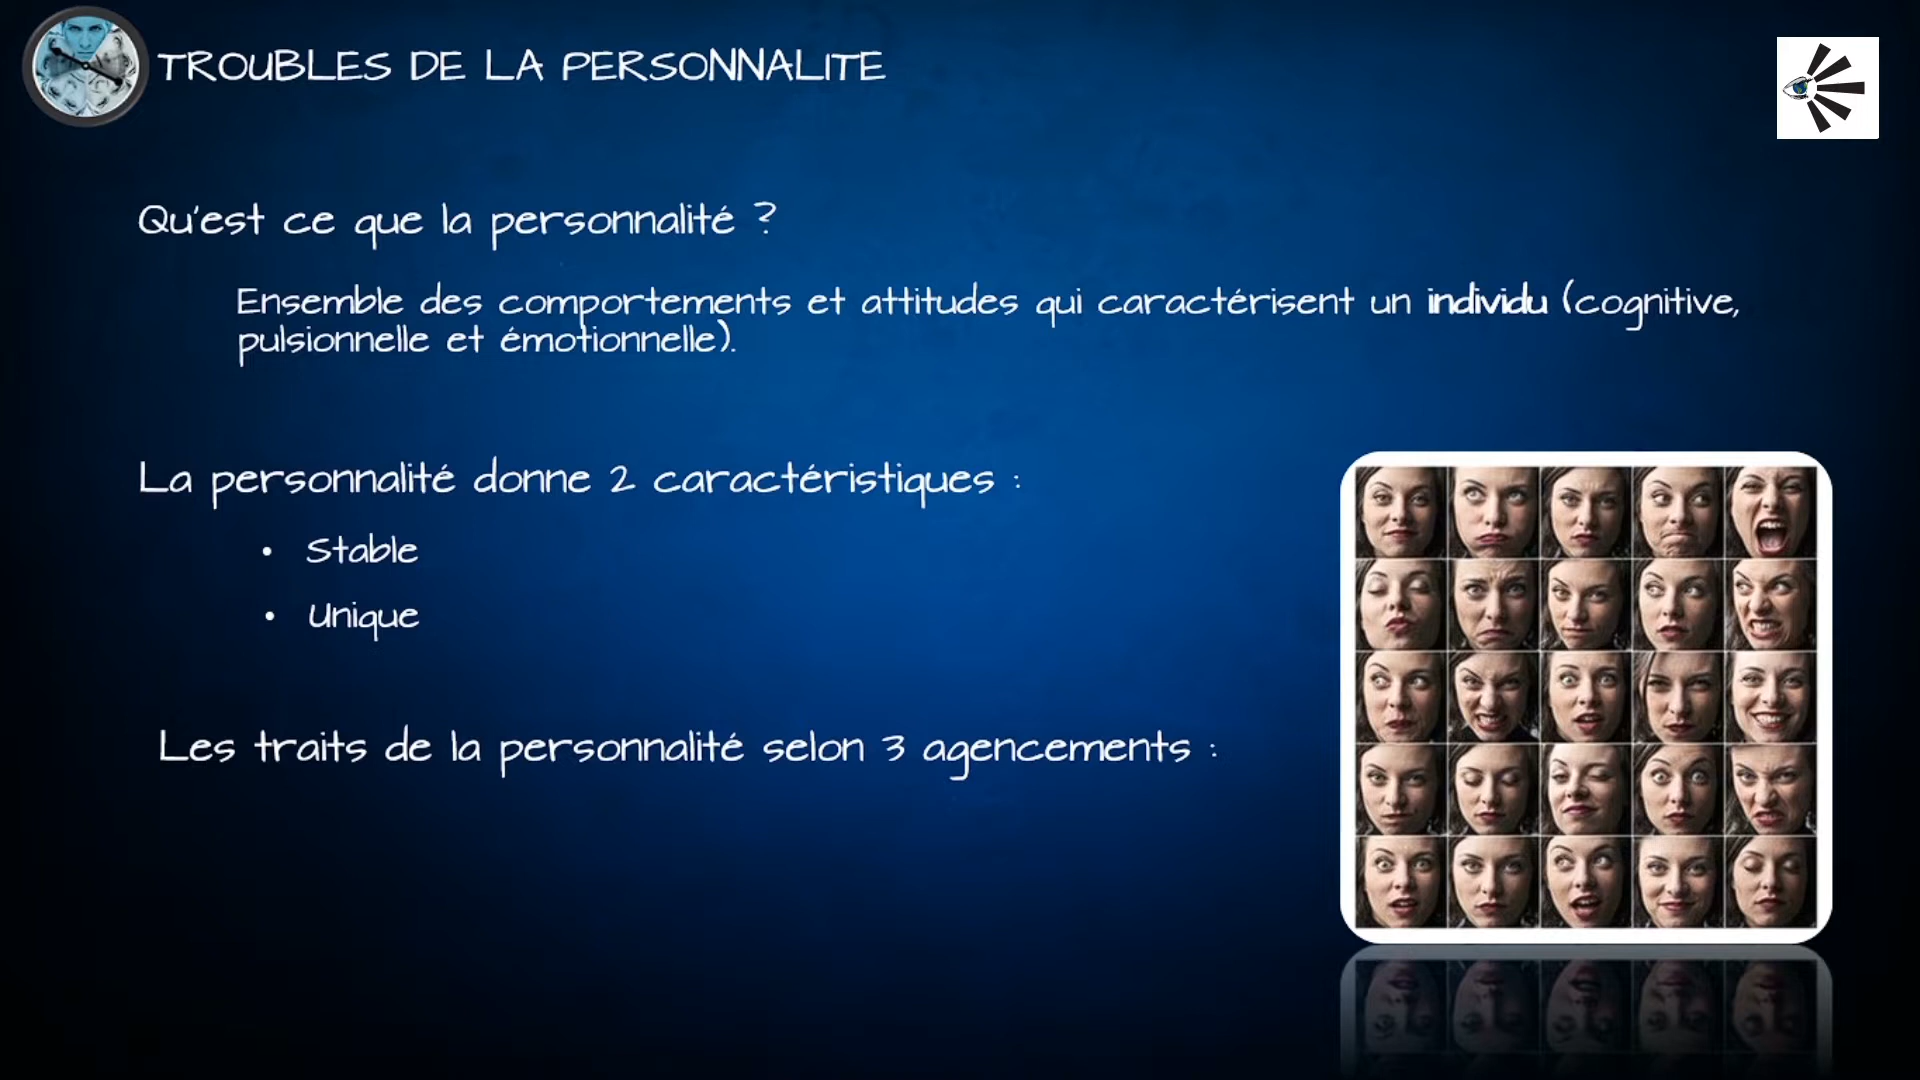 TROUBLES DE LA PERSONNALITE
Qu'est ce que la personnalité ?
Ensemble des comportements et attitudes qui caractérisent un individu (cognitive,
pulsionnelle et émotionnelle).
La personnalité donne 2 caractéristiques :
• Stable
• Unique
Les traits de la personnalité selon 3 agencements :